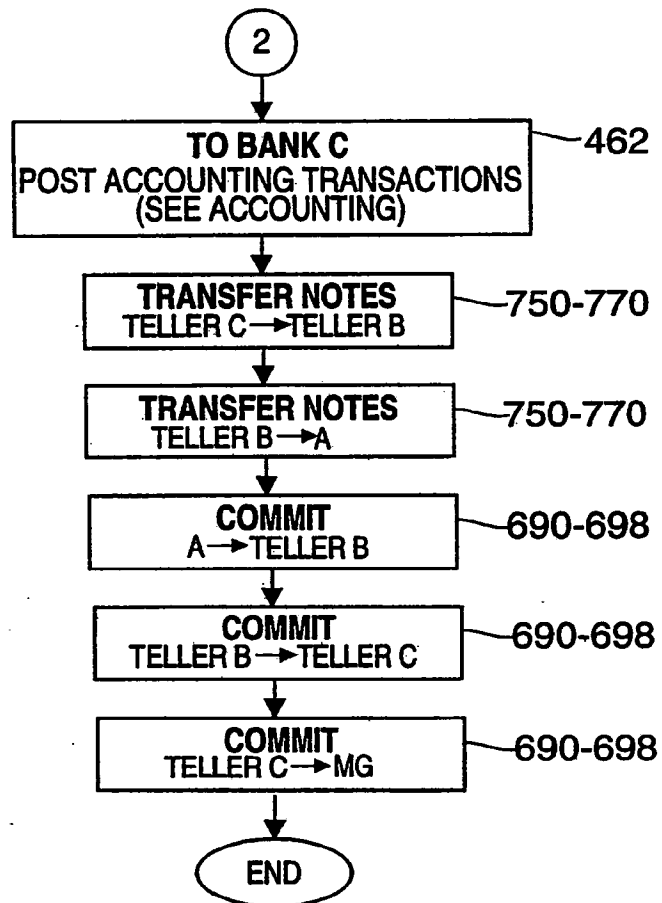 2
TO BANK C
POST ACCOUNTING TRANSACTIONS
(SEE ACCOUNTING)
462
TRANSFER NOTES
TELLER C→TELLER B
750-770
TRANSFER NOTES
TELLER B→A
750-770
COMMIT
A→TELLER B
690-698
COMMIT
TELLER B→TELLER C
690-698
COMMIT
TELLER C→MG
690-698
END